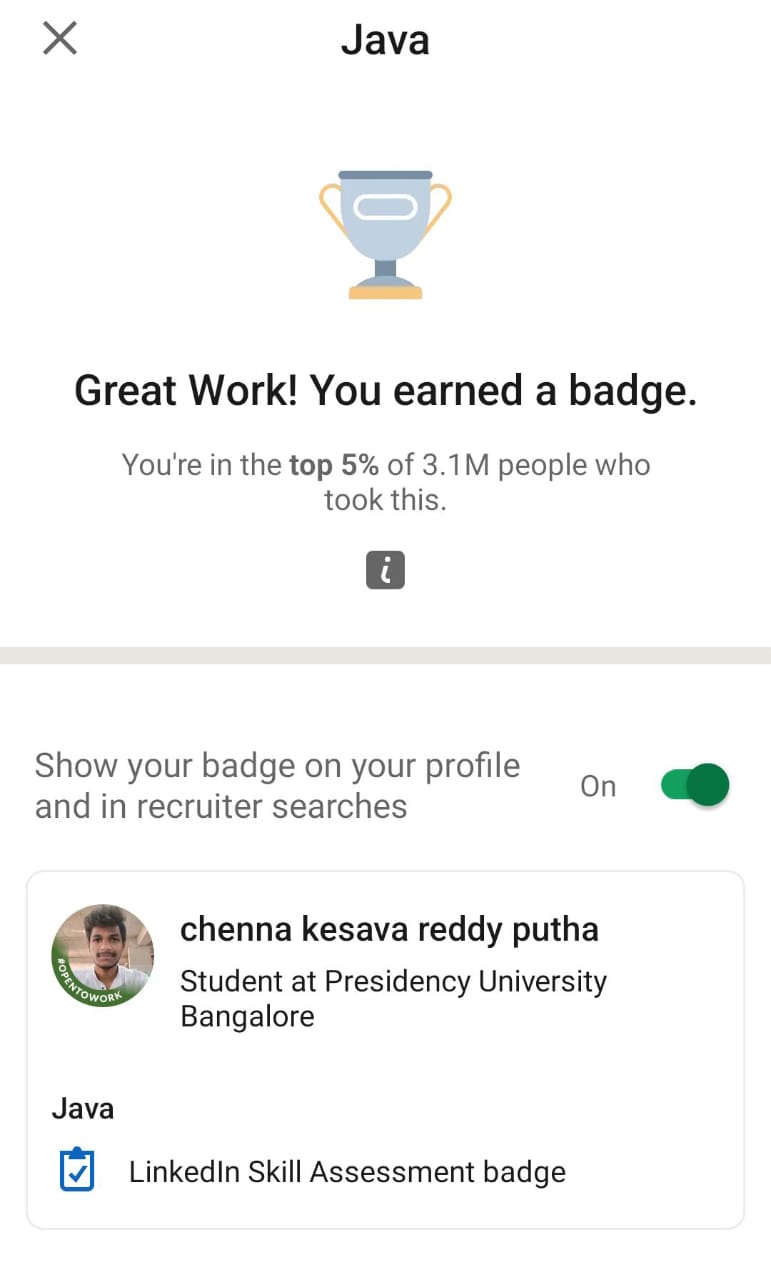 Java
Great Work! You earned a badge.
You're in the top 5% of 3.1M people who
took this.
i
Show your badge on your profile
and in recruiter searches
On
#OPENTOWORK
chenna kesava reddy putha
Student at Presidency University
Bangalore
Java
LinkedIn Skill Assessment badge